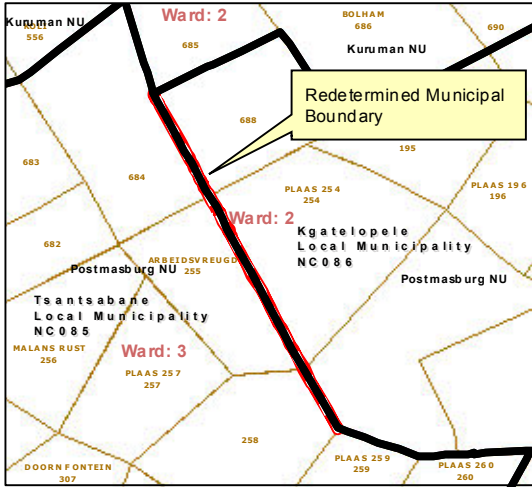 Ward: 2
BOLHAM
686
690
Kuruman NU
556
685
Kuruman NU
Redetermined Municipal
Boundary
688
195
683
684
PLAAS 254
254
PLAAS 196
196
Ward: 2
Kgatelopele
Local Municipality
NC086
682
ARBEIDSVREUGD
255
Postmasburg NU
Postmasburg NU
Tsantsabane
Local Municipality
NC085
MALANS RUST
256
Ward: 3
PLAAS 257
257
258
DOORNFONTEIN
307
PLAAS 259
259
PLAAS 260
260